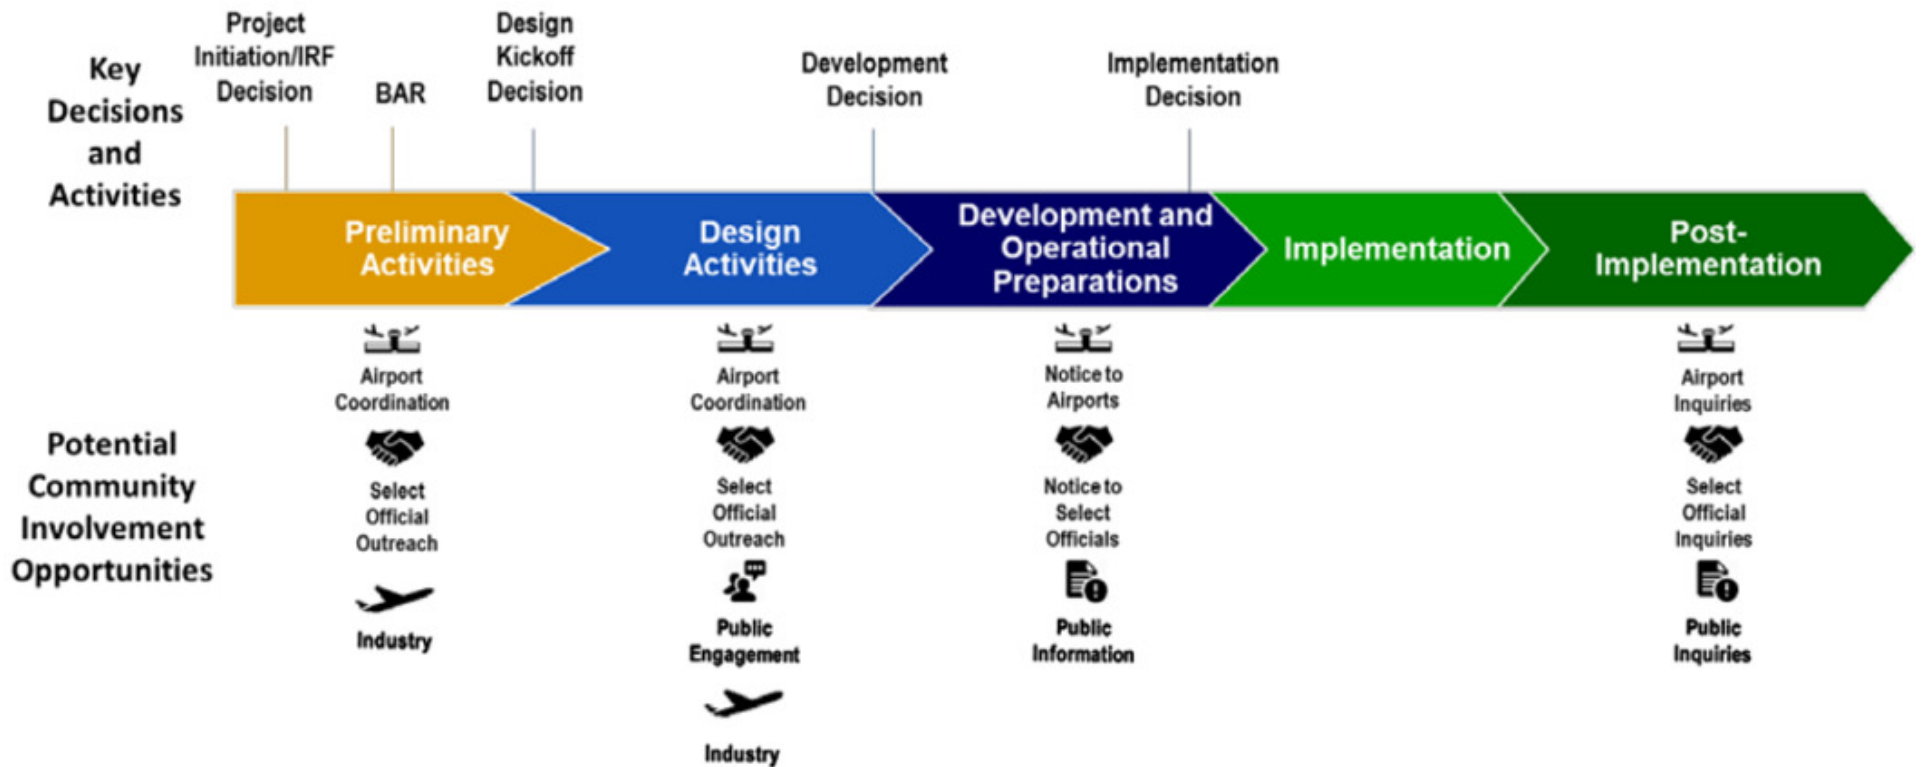 Key
Decisions
and
Activities
Project
Initiation/IRF
Decision
BAR
Design
Kickoff
Decision
Development
Decision
Implementation
Decision
Preliminary
Activities
Design
Activities
Development and
Operational
Preparations
Implementation
Post-
Implementation
Potential
Community
Involvement
Opportunities
Airport
Coordination
Select
Official
Outreach
Industry
Airport
Coordination
Select
Official
Outreach
Public
Engagement
Industry
Notice to
Airports
Notice to
Select
Officials
Public
Information
Airport
Inquiries
Select
Official
Inquiries
Public
Inquiries